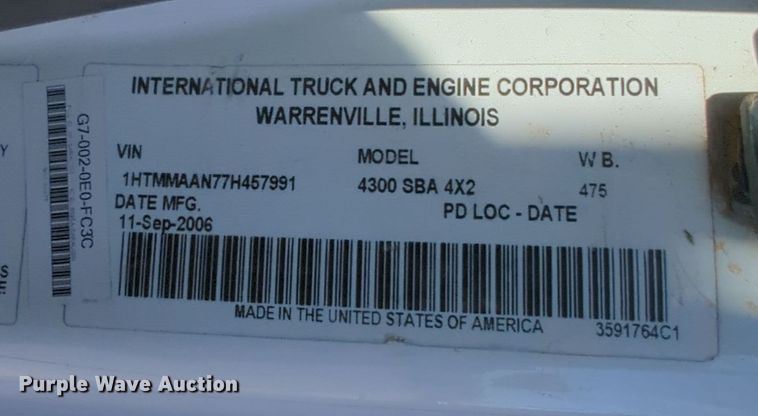 INTERNATIONAL TRUCK AND ENGINE CORPORATION
WARRENVILLE, ILLINOIS
VIN MODEL W B.
1HTMMAAN77H457991 4300 SBA 4X2 475
DATE MFG. PD LOC - DATE
11-Sep-2006
MADE IN THE UNITED STATES OF AMERICA 3591764C1
G7-002-0E0-FC3C
Purple Wave Auction